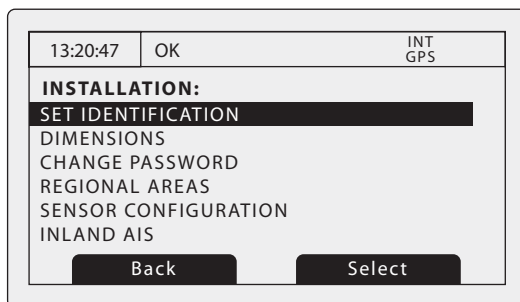 13:20:47 OK INT
GPS
INSTALLATION:
SET IDENTIFICATION
DIMENSIONS
CHANGE PASSWORD
REGIONAL AREAS
SENSOR CONFIGURATION
INLAND AIS
Back Select